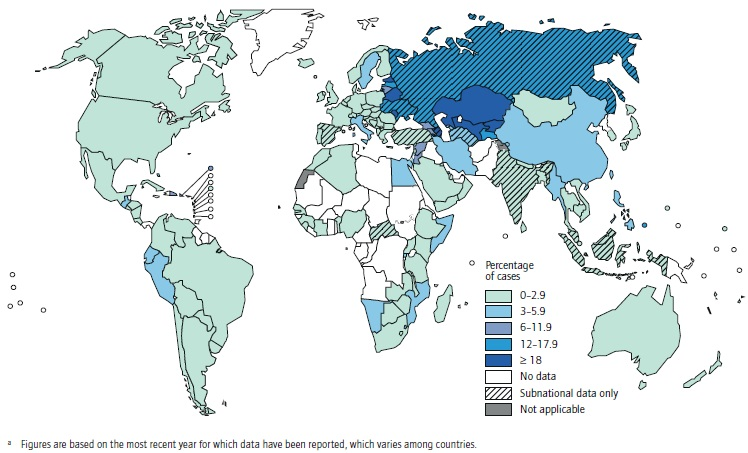 Percentage
of cases
0–2.9
3–5.9
6–11.9
12–17.9
≥ 18
No data
Subnational data only
Not applicable
a Figures are based on the most recent year for which data have been reported, which varies among countries.